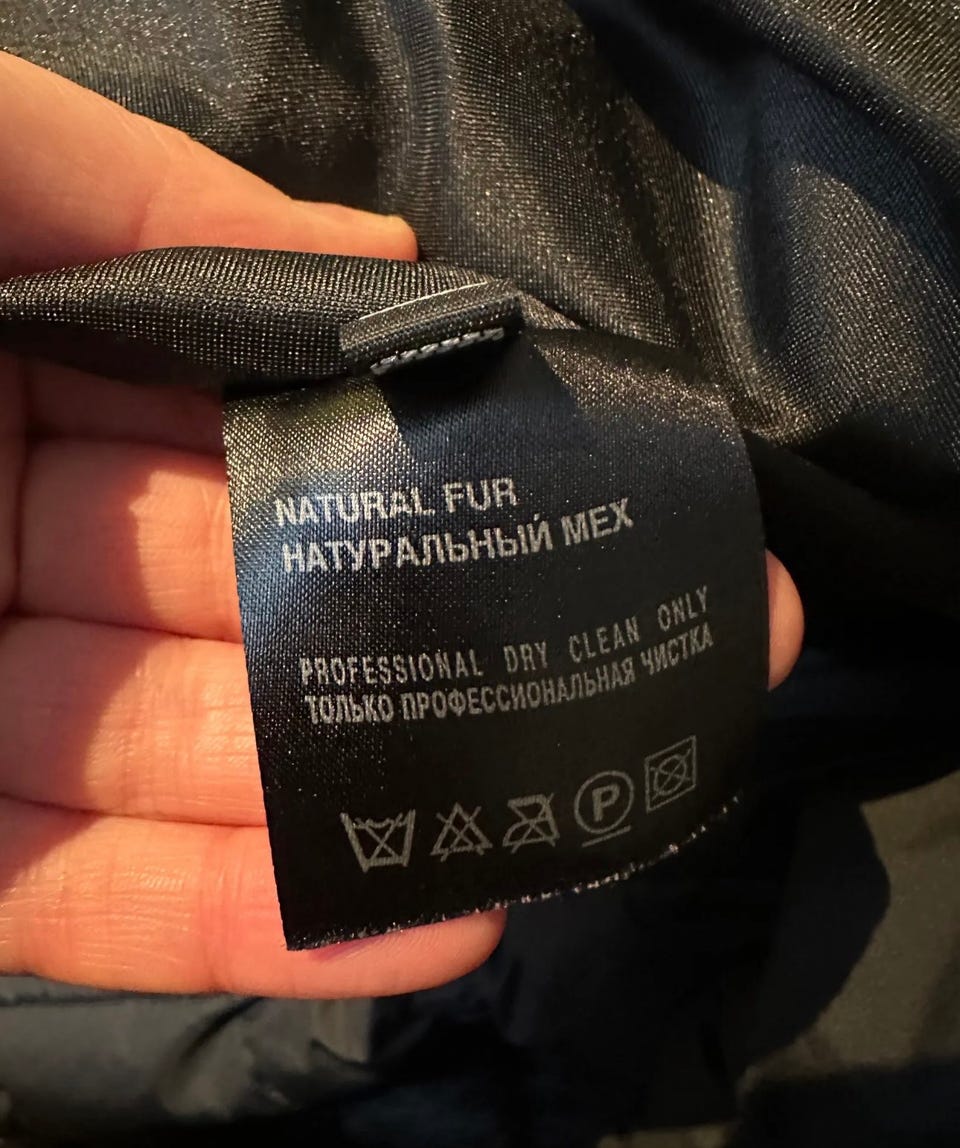 NATURAL FUR
НАТУРАЛЬНЫЙ МЕХ
PROFESSIONAL DRY CLEAN ONLY
ТОЛЬКО ПРОФЕССИОНАЛЬНАЯ ЧИСТКА
P